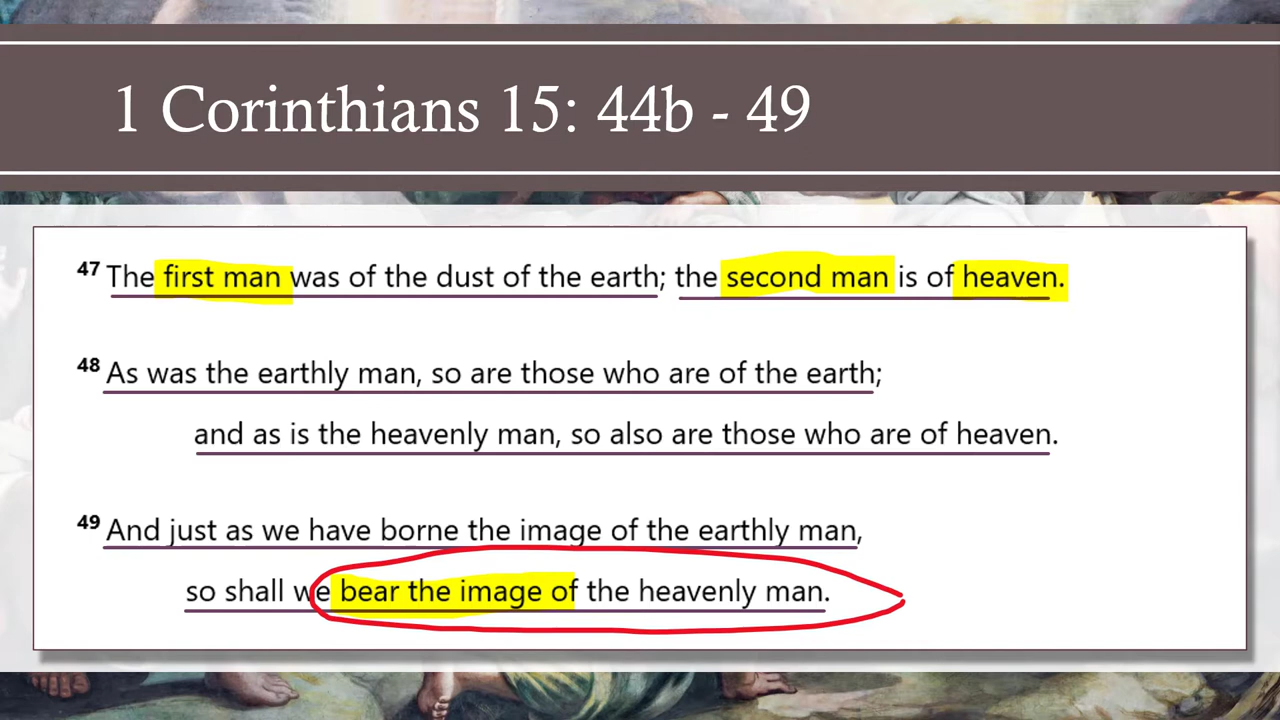 1 Corinthians 15: 44b - 49
47 The first man was of the dust of the earth; the second man is of heaven.
48 As was the earthly man, so are those who are of the earth;
and as is the heavenly man, so also are those who are of heaven.
49 And just as we have borne the image of the earthly man,
so shall we bear the image of the heavenly man.